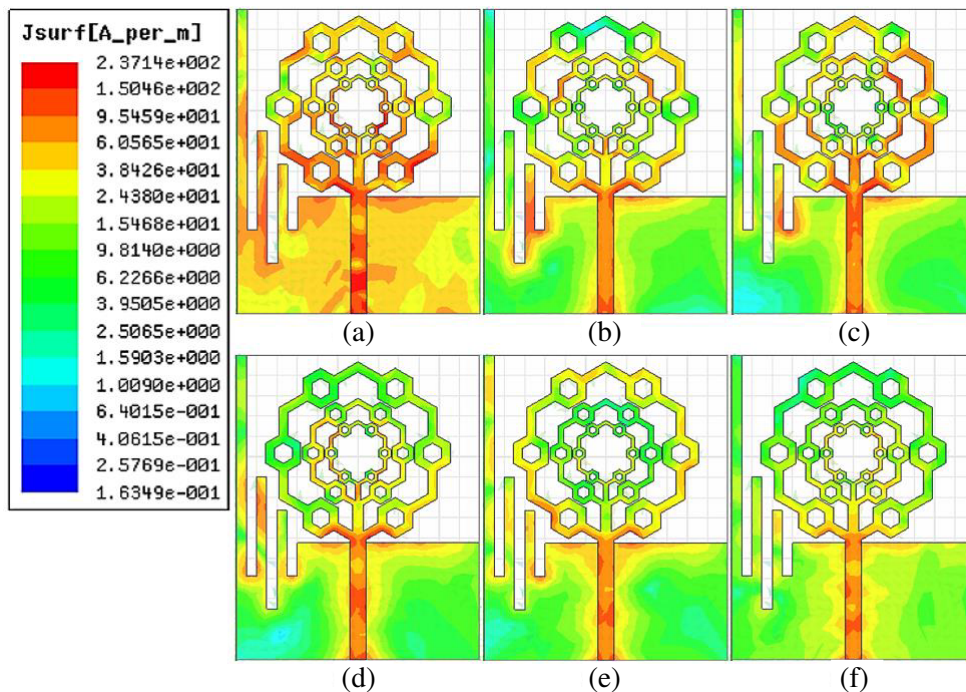 Jsurf[A_per_m]
2.3714e+002
1.5046e+002
9.5459e+001
6.0565e+001
3.8426e+001
2.4380e+001
1.5468e+001
9.8140e+000
6.2266e+000
3.9505e+000
2.5065e+000
1.5903e+000
1.0090e+000
6.4015e-001
4.0615e-001
2.5769e-001
1.6349e-001
(a) (b) (c)
(d) (e) (f)